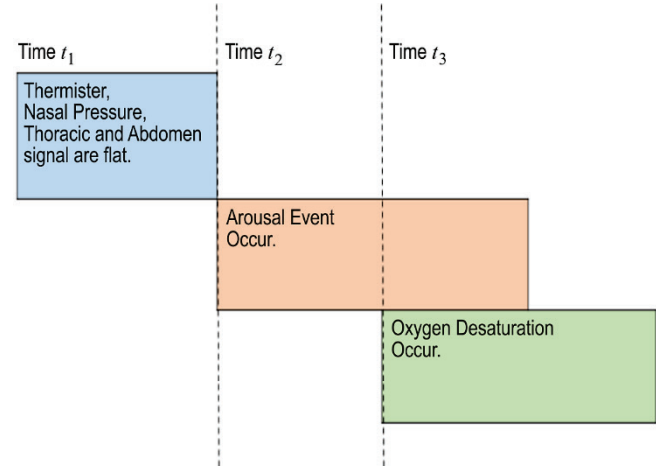 Time t₁
Time t₂
Time t₃
Thermister,
Nasal Pressure,
Thoracic and Abdomen
signal are flat.
Arousal Event
Occur.
Oxygen Desaturation
Occur.